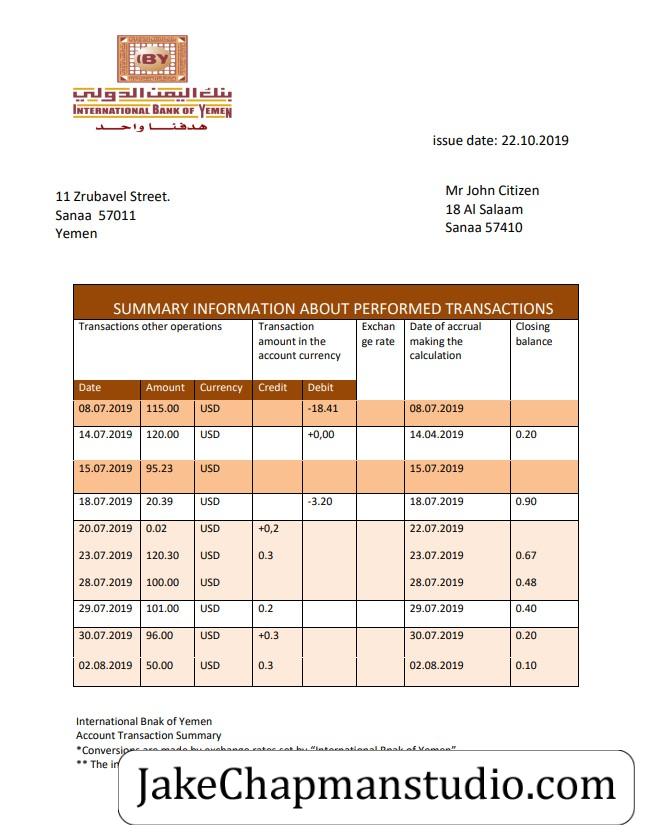 IBY
بنك اليمن الدولي
INTERNATIONAL BANK OF YEMEN
هدفنا واحد
issue date: 22.10.2019
11 Zrubavel Street.
Sanaa 57011
Yemen
Mr John Citizen
18 Al Salaam
Sanaa 57410
SUMMARY INFORMATION ABOUT PERFORMED TRANSACTIONS
Transactions other operations Transaction amount in the account currency Exchan ge rate Date of accrual making the calculation Closing balance
Date Amount Currency Credit Debit
08.07.2019 115.00 USD -18.41 08.07.2019
14.07.2019 120.00 USD +0,00 14.04.2019 0.20
15.07.2019 95.23 USD 15.07.2019
18.07.2019 20.39 USD -3.20 18.07.2019 0.90
20.07.2019 0.02 USD +0,2 22.07.2019
23.07.2019 120.30 USD 0.3 23.07.2019 0.67
28.07.2019 100.00 USD 28.07.2019 0.48
29.07.2019 101.00 USD 0.2 29.07.2019 0.40
30.07.2019 96.00 USD +0.3 30.07.2019 0.20
02.08.2019 50.00 USD 0.3 02.08.2019 0.10
International Bnak of Yemen
Account Transaction Summary
*Conversions are made by exchange rates set by "International Bnak of Yemen"
** The in
JakeChapmanstudio.com